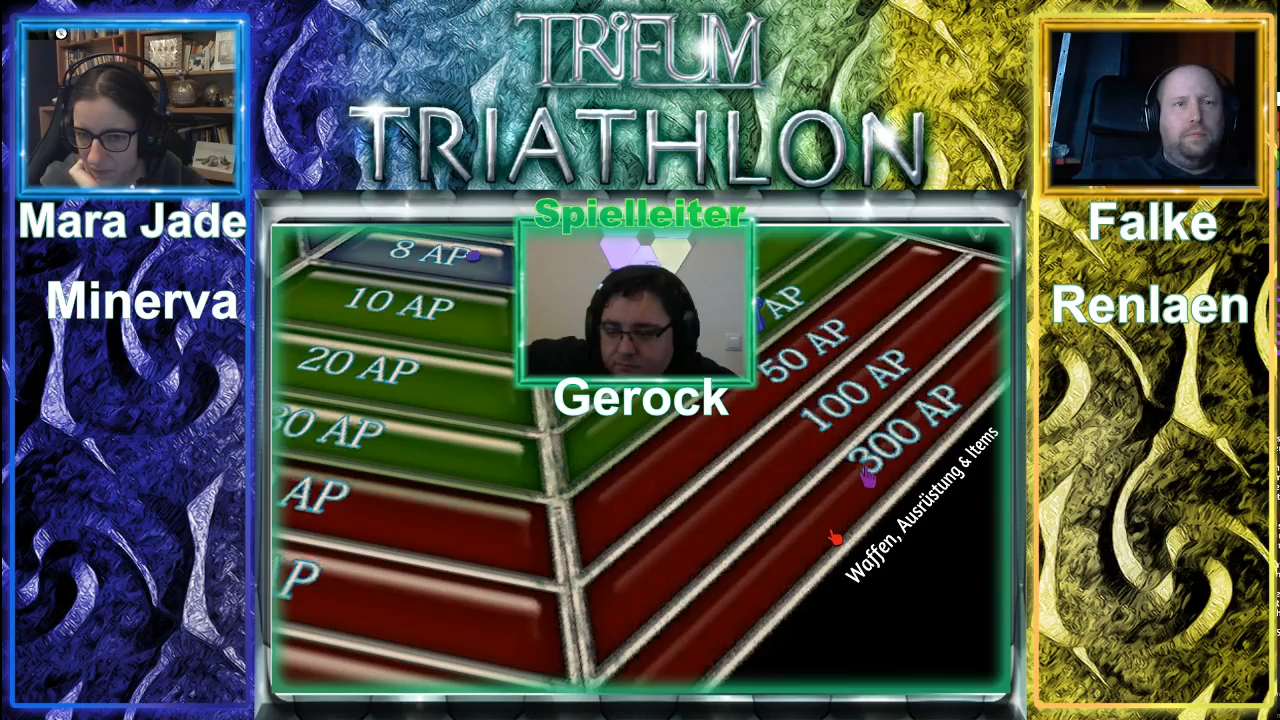 TRiFUM
TRIATHLON
Mara Jade
Minerva
Spielleiter
Gerock
Falke
Renlaen
8 AP
10 AP
20 AP
30 AP
AP
P
AP
50 AP
100 AP
300 AP
Waffen, Ausrüstung & Items